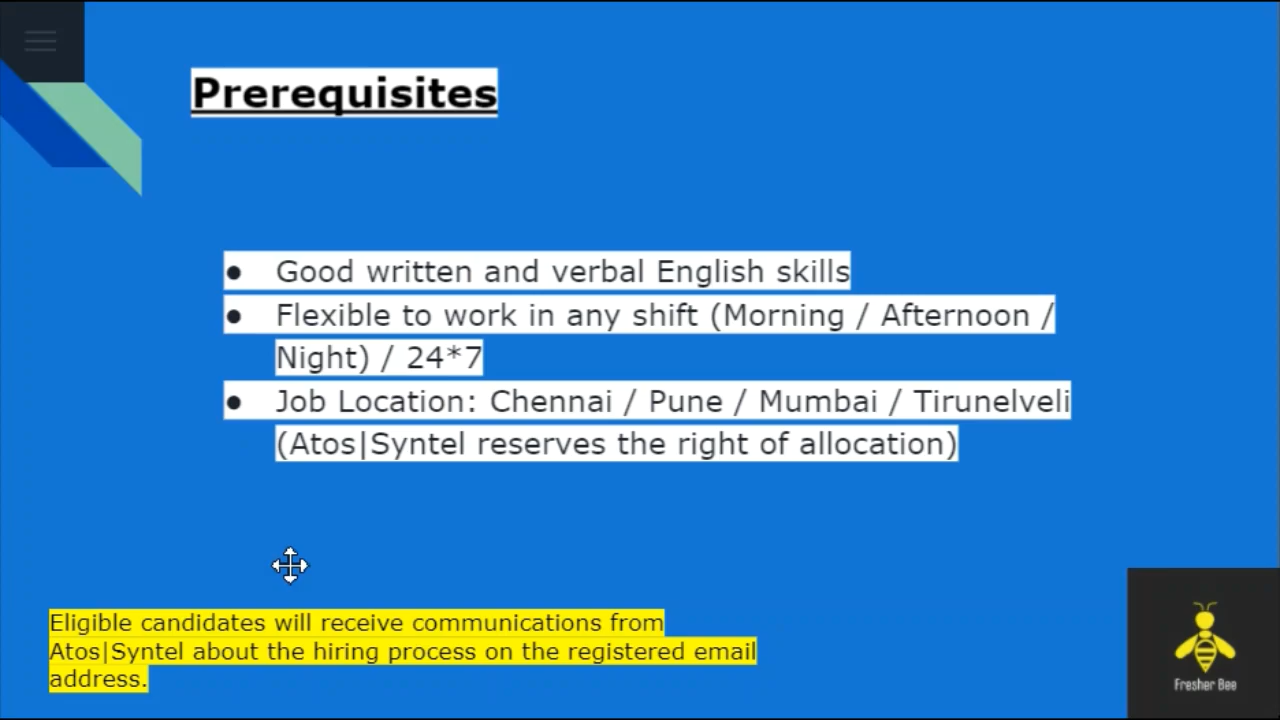 Prerequisites
● Good written and verbal English skills
● Flexible to work in any shift (Morning / Afternoon /
Night) / 24*7
● Job Location: Chennai / Pune / Mumbai / Tirunelveli
(Atos|Syntel reserves the right of allocation)
Eligible candidates will receive communications from
Atos|Syntel about the hiring process on the registered email
address.
Fresher Bee